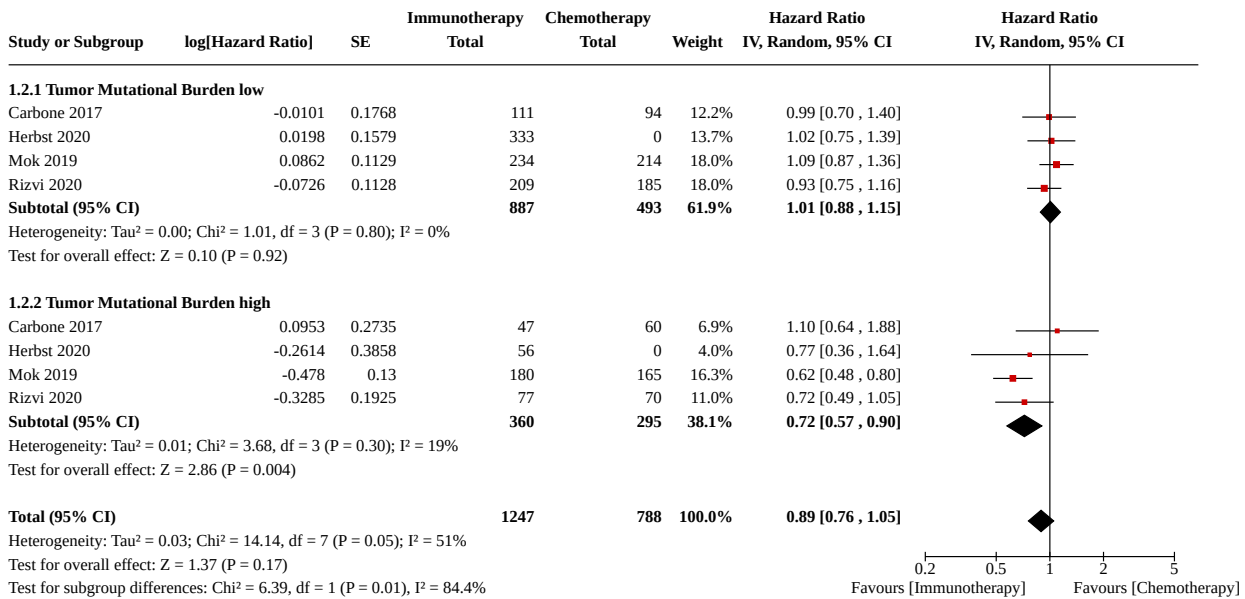 Immunotherapy Chemotherapy Hazard Ratio Hazard Ratio
Study or Subgroup log[Hazard Ratio] SE Total Total Weight IV, Random, 95% CI IV, Random, 95% CI
1.2.1 Tumor Mutational Burden low
Carbone 2017 -0.0101 0.1768 111 94 12.2% 0.99 [0.70 , 1.40]
Herbst 2020 0.0198 0.1579 333 0 13.7% 1.02 [0.75 , 1.39]
Mok 2019 0.0862 0.1129 234 214 18.0% 1.09 [0.87 , 1.36]
Rizvi 2020 -0.0726 0.1128 209 185 18.0% 0.93 [0.75 , 1.16]
Subtotal (95% CI) 887 493 61.9% 1.01 [0.88 , 1.15]
Heterogeneity: Tau² = 0.00; Chi² = 1.01, df = 3 (P = 0.80); I² = 0%
Test for overall effect: Z = 0.10 (P = 0.92)
1.2.2 Tumor Mutational Burden high
Carbone 2017 0.0953 0.2735 47 60 6.9% 1.10 [0.64 , 1.88]
Herbst 2020 -0.2614 0.3858 56 0 4.0% 0.77 [0.36 , 1.64]
Mok 2019 -0.478 0.13 180 165 16.3% 0.62 [0.48 , 0.80]
Rizvi 2020 -0.3285 0.1925 77 70 11.0% 0.72 [0.49 , 1.05]
Subtotal (95% CI) 360 295 38.1% 0.72 [0.57 , 0.90]
Heterogeneity: Tau² = 0.01; Chi² = 3.68, df = 3 (P = 0.30); I² = 19%
Test for overall effect: Z = 2.86 (P = 0.004)
Total (95% CI) 1247 788 100.0% 0.89 [0.76 , 1.05]
Heterogeneity: Tau² = 0.03; Chi² = 14.14, df = 7 (P = 0.05); I² = 51%
Test for overall effect: Z = 1.37 (P = 0.17) 0.2 0.5 1 2 5
Test for subgroup differences: Chi² = 6.39, df = 1 (P = 0.01), I² = 84.4% Favours [Immunotherapy] Favours [Chemotherapy]